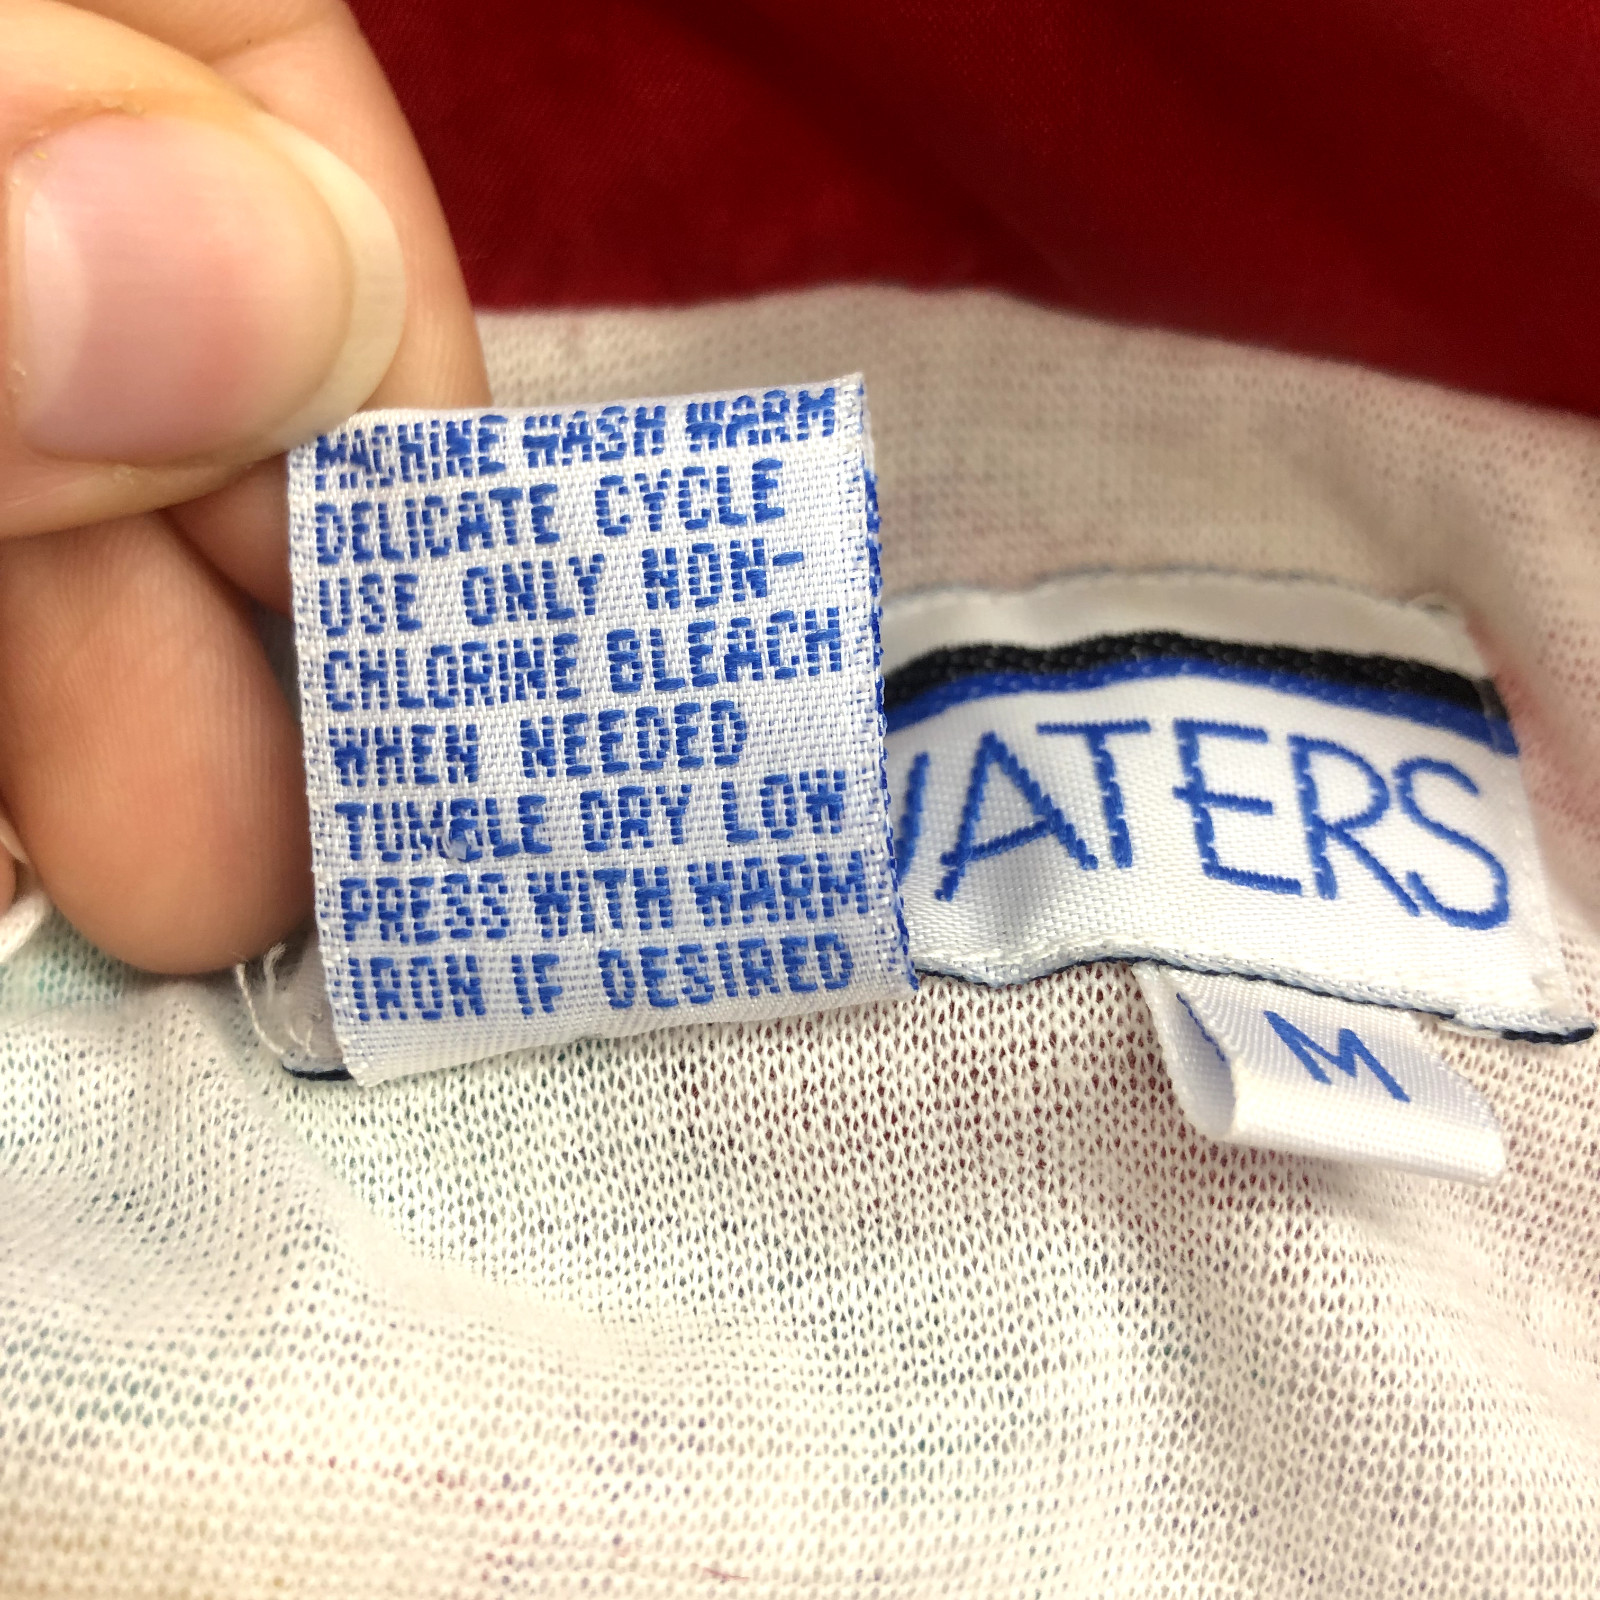 MACHINE WASH WARM
DELICATE CYCLE
USE ONLY NON-
CHLORINE BLEACH
WHEN NEEDED
TUMBLE DRY LOW
PRESS WITH WARM
IRON IF DESIRED
WATERS
M